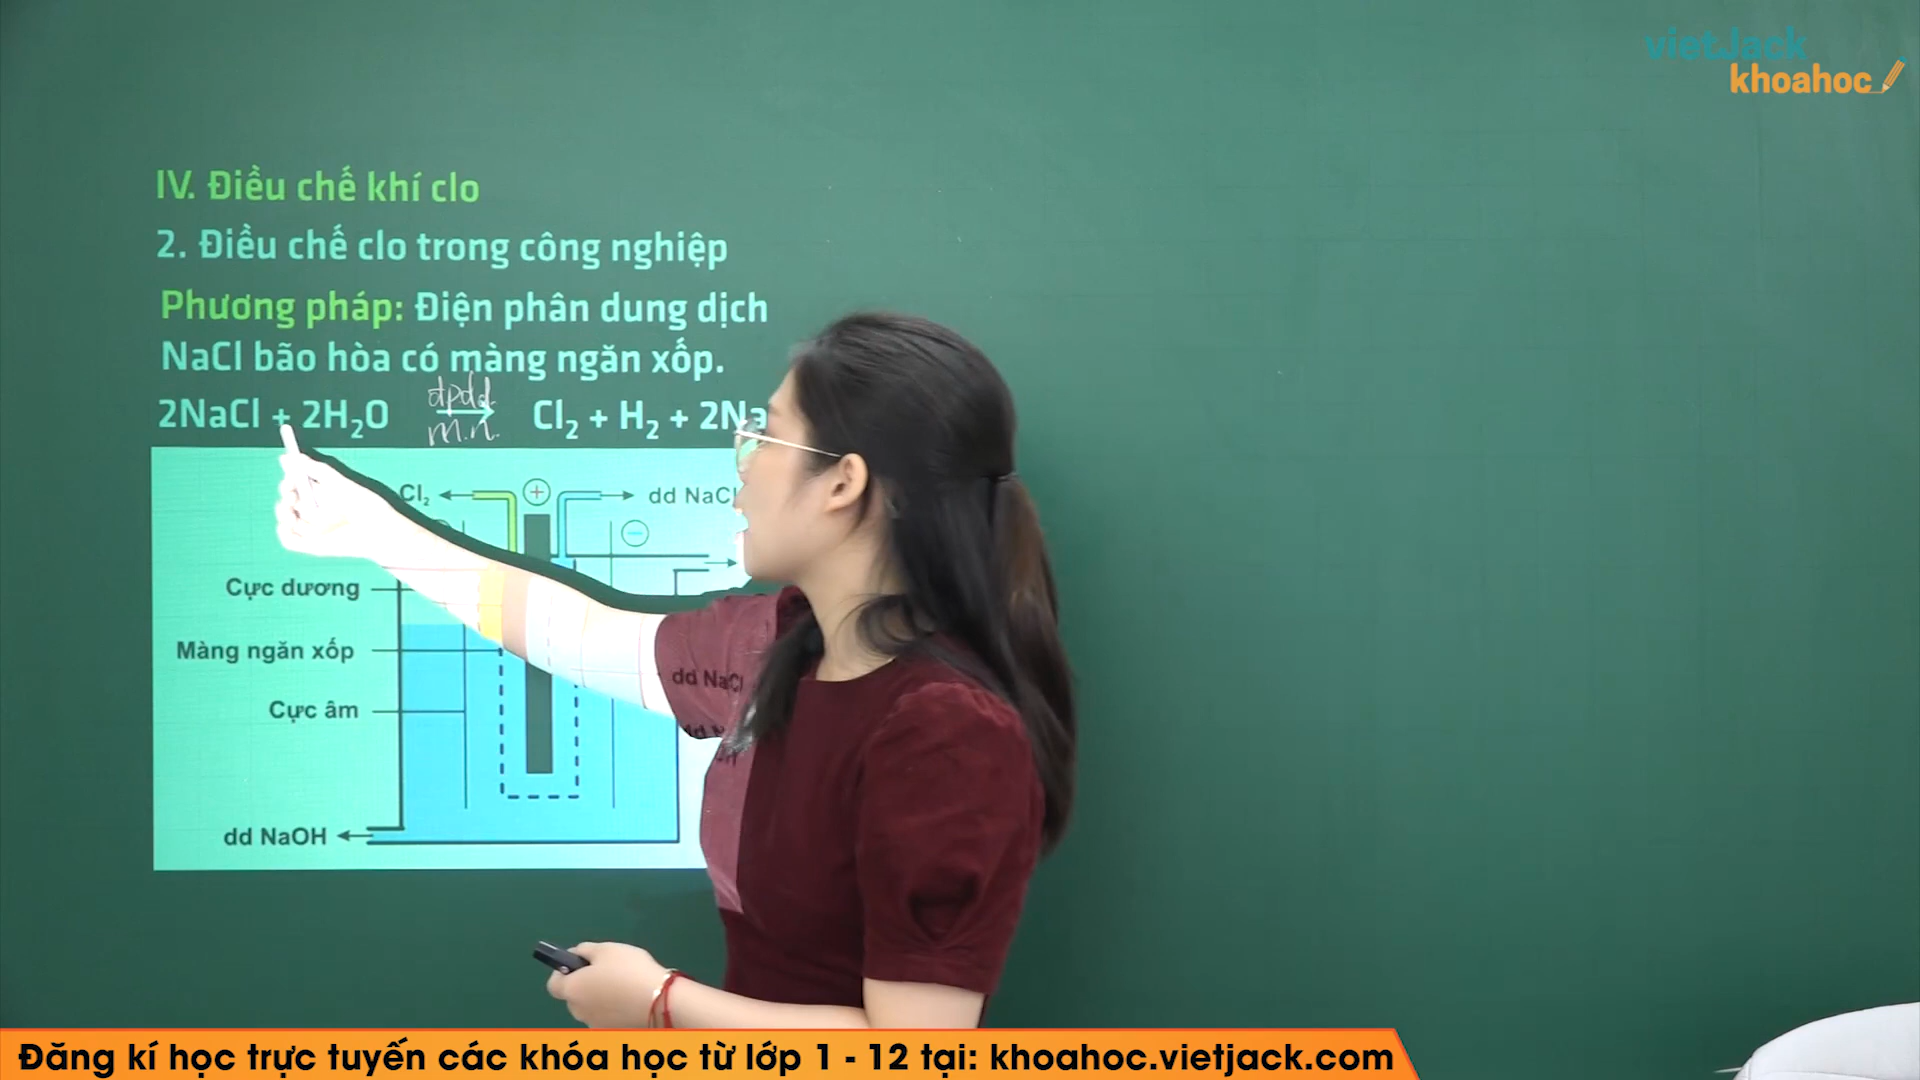 vietJack
khoahoc
IV. Điều chế khí clo
2. Điều chế clo trong công nghiệp
Phương pháp: Điện phân dung dịch
NaCl bão hòa có màng ngăn xốp.
đpdd
2NaCl + 2H₂O → Cl₂ + H₂ + 2Na
m.n.
Cl₂ + dd NaCl
−
Cực dương
Màng ngăn xốp
dd NaCl
Cực âm
dd NaOH
Đăng kí học trực tuyến các khóa học từ lớp 1 - 12 tại: khoahoc.vietjack.com